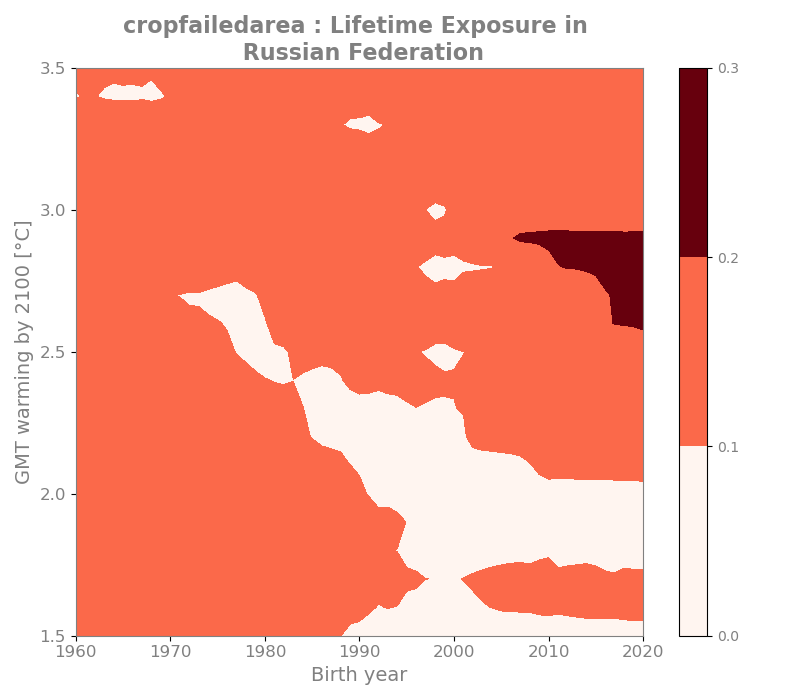 cropfailedarea : Lifetime Exposure in
Russian Federation
GMT warming by 2100 [°C]
3.5
3.0
2.5
2.0
1.5
1960 1970 1980 1990 2000 2010 2020
Birth year
0.3
0.2
0.1
0.0